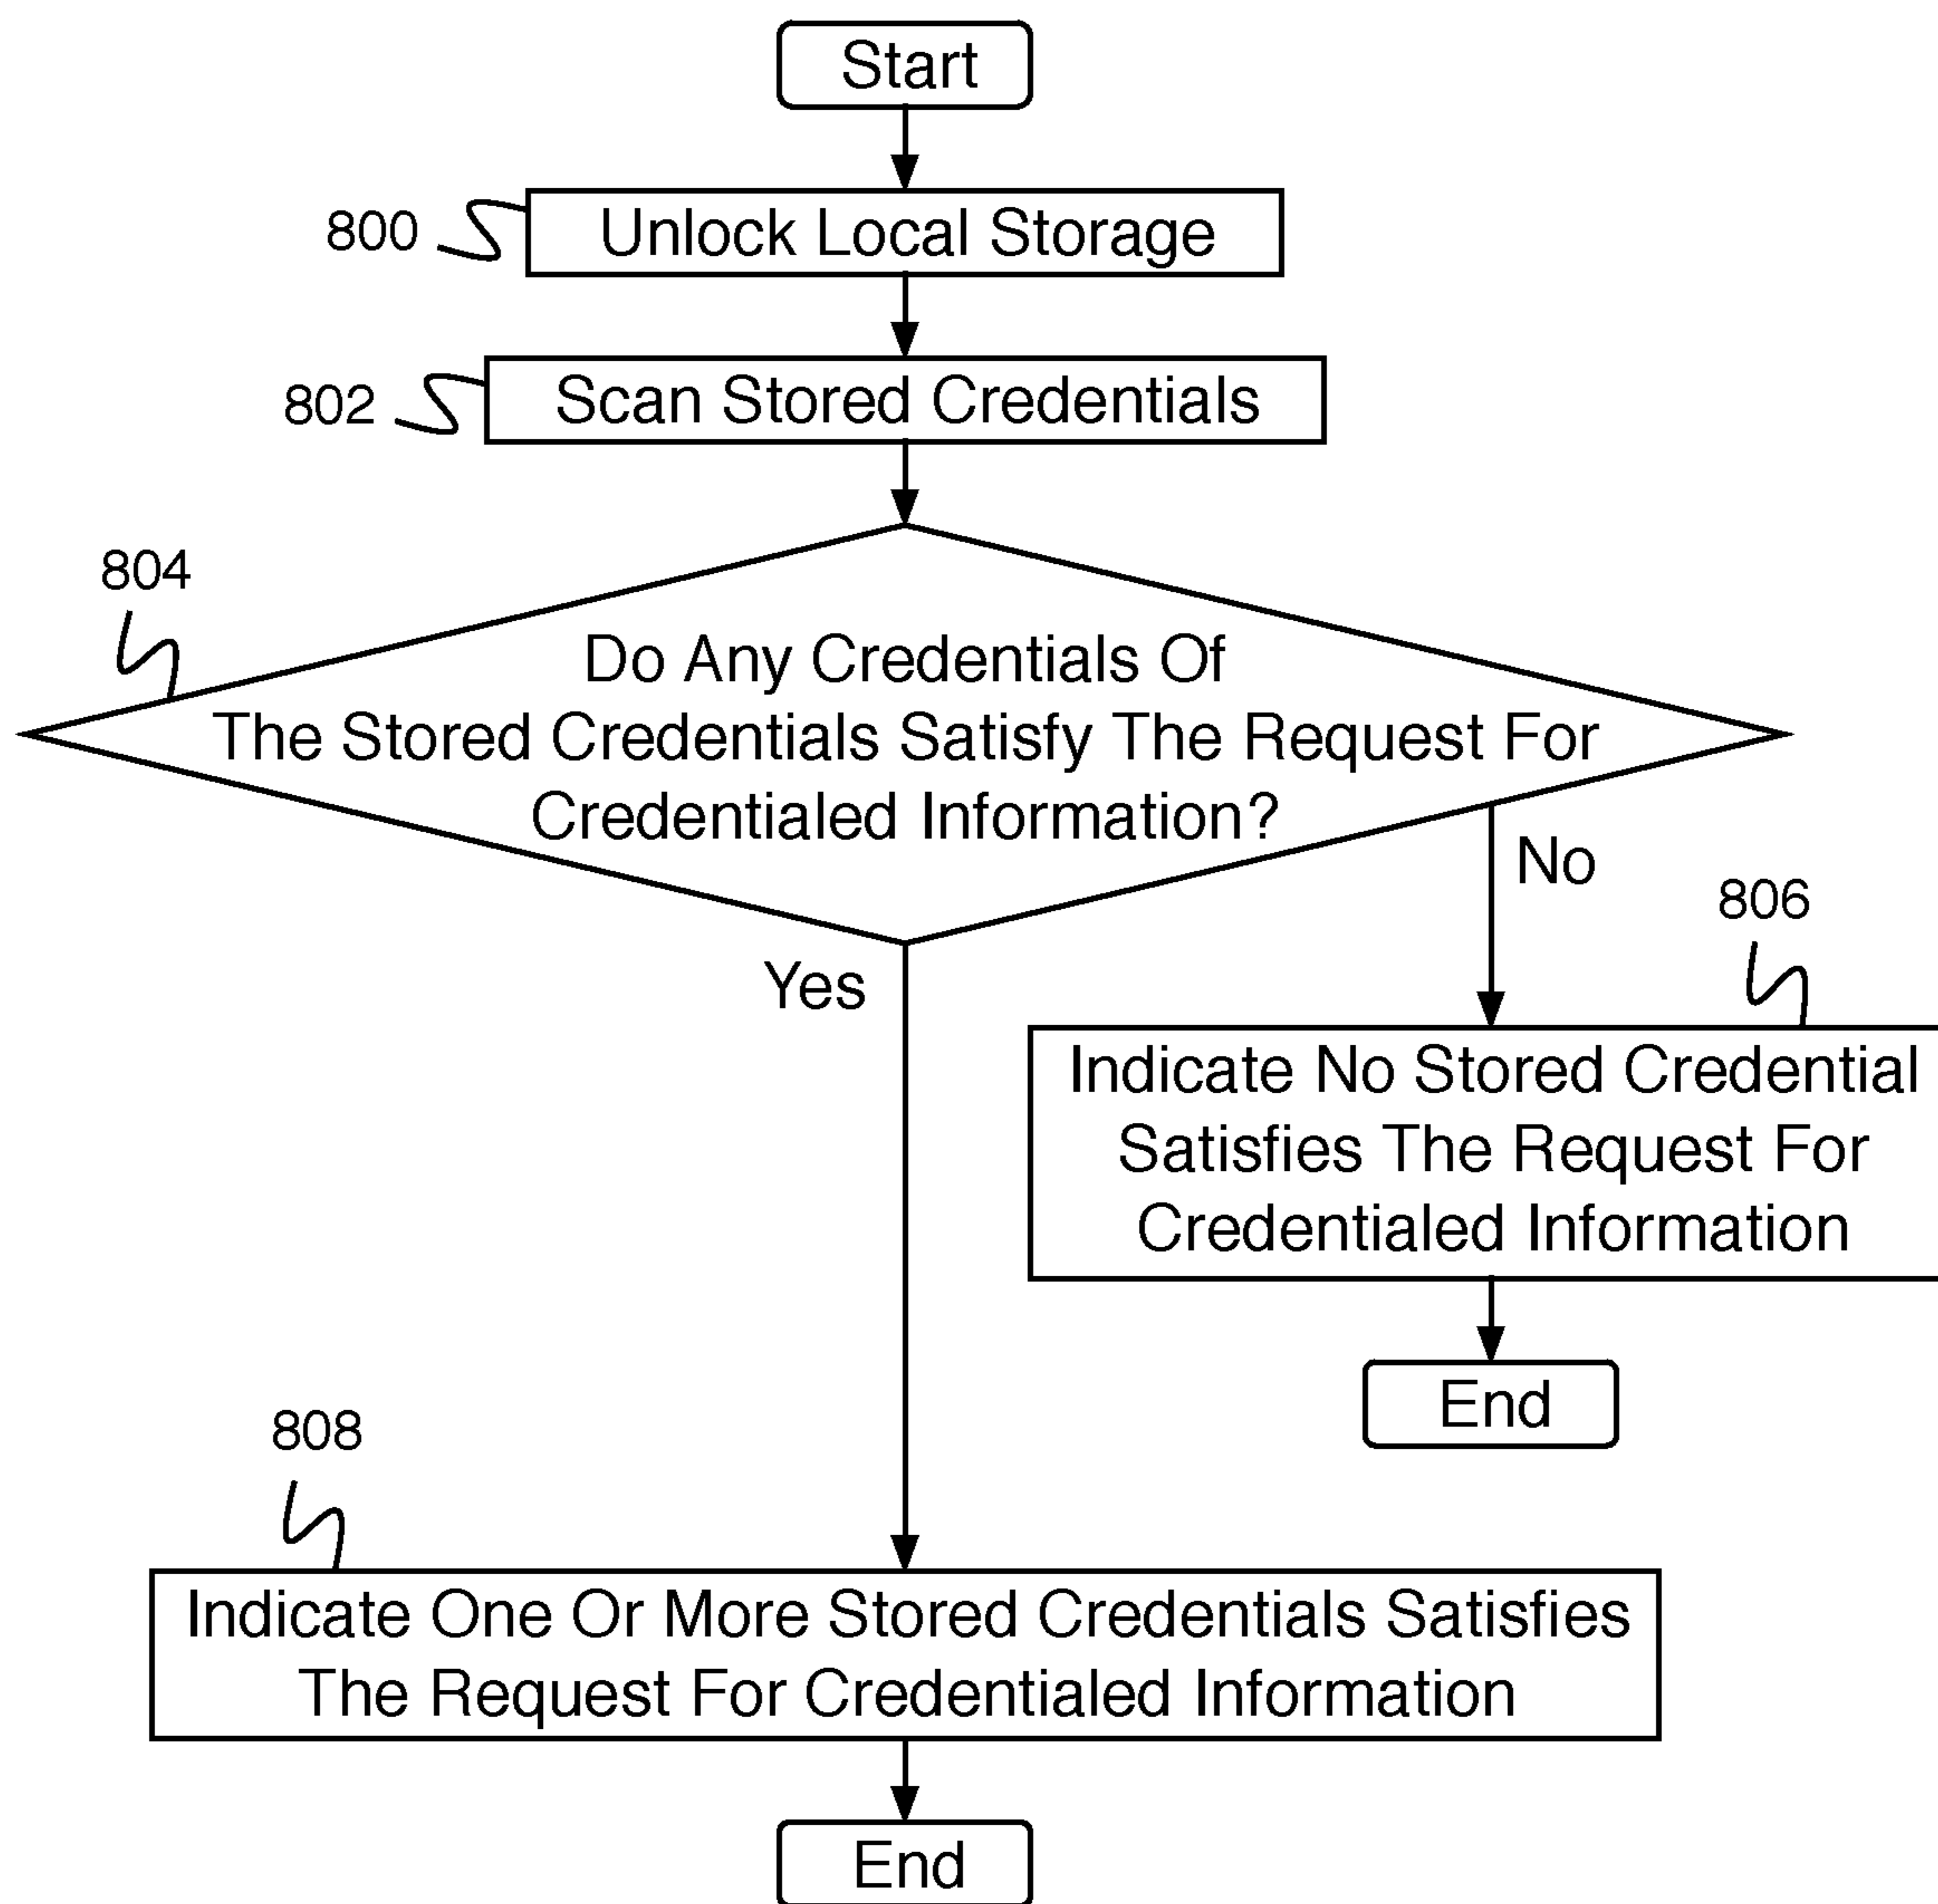 Start
800
Unlock Local Storage
802
Scan Stored Credentials
804
Do Any Credentials Of
The Stored Credentials Satisfy The Request For
Credentialed Information?
No
806
Yes
Indicate No Stored Credential
Satisfies The Request For
Credentialed Information
End
808
Indicate One Or More Stored Credentials Satisfies
The Request For Credentialed Information
End